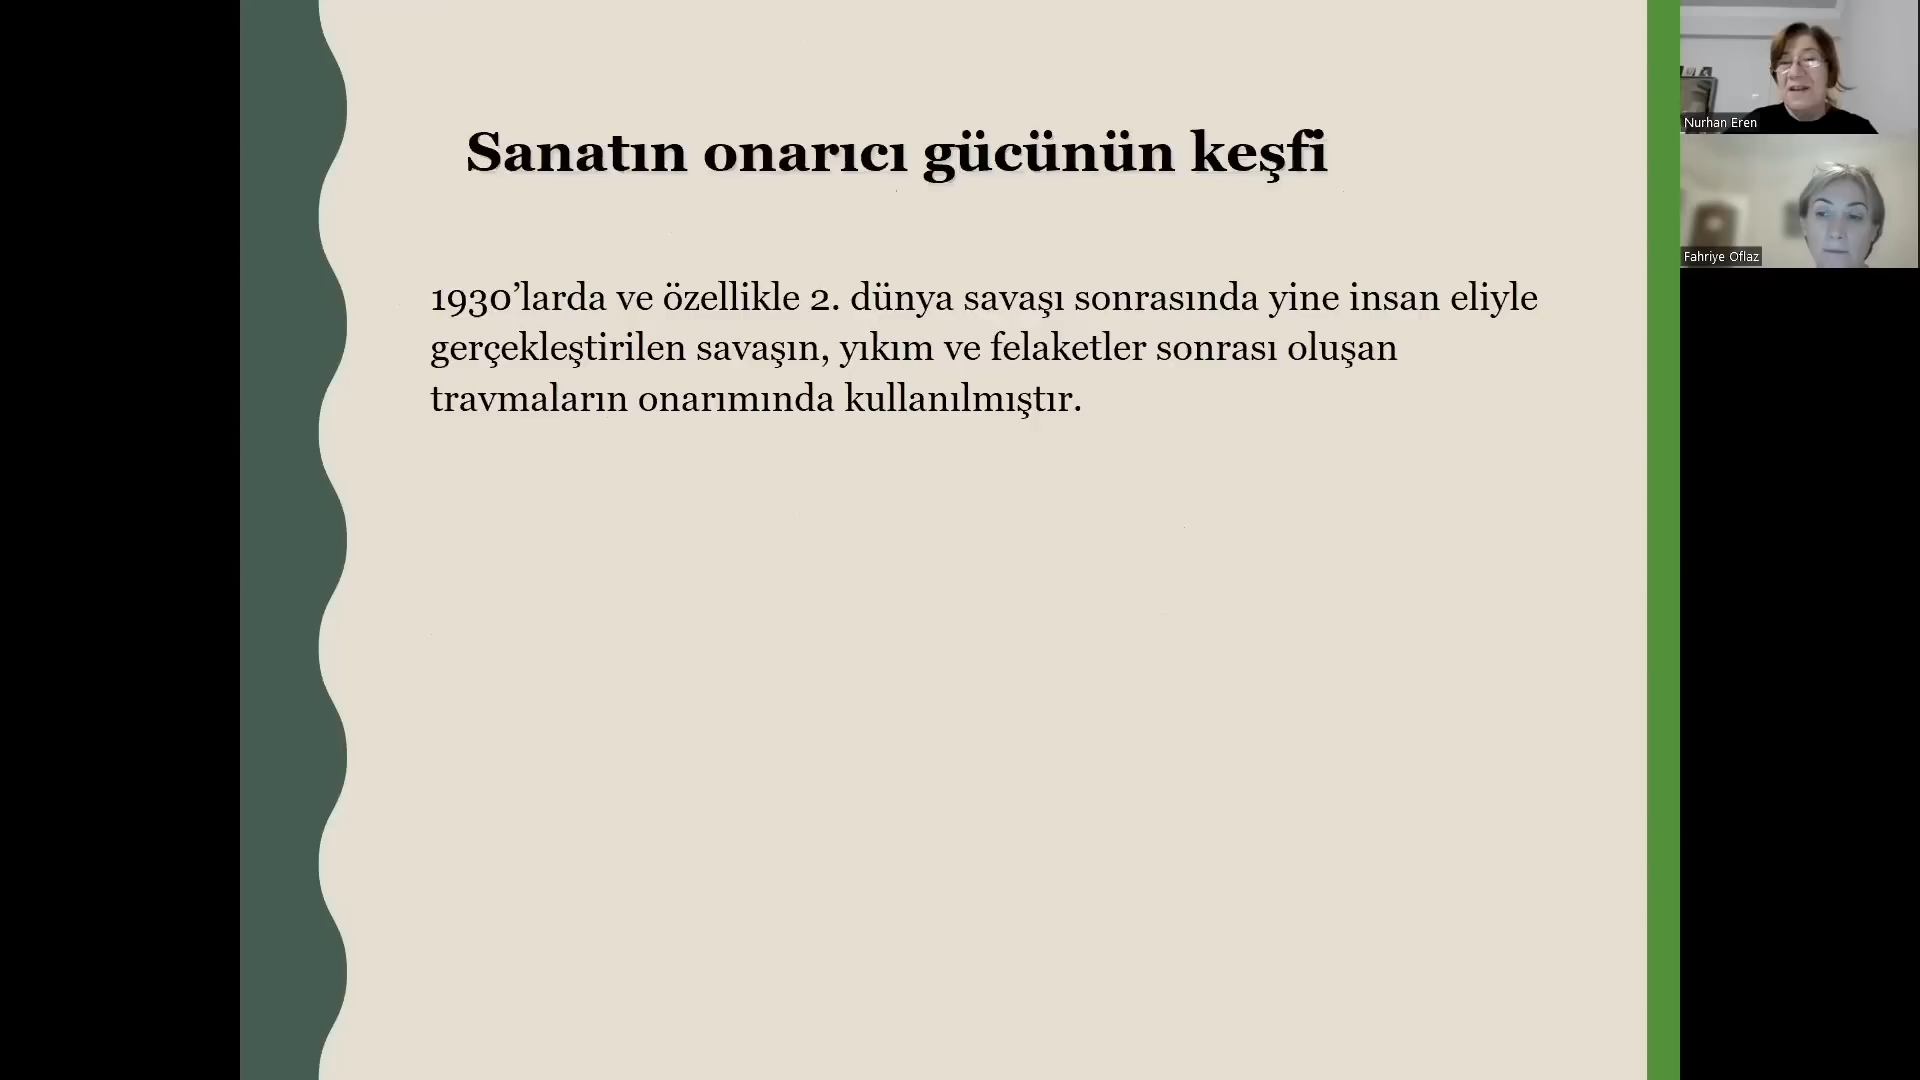 Sanatın onarıcı gücünün keşfi
1930’larda ve özellikle 2. dünya savaşı sonrasında yine insan eliyle
gerçekleştirilen savaşın, yıkım ve felaketler sonrası oluşan
travmaların onarımında kullanılmıştır.
Nurhan Eren
Fahriye Oflaz